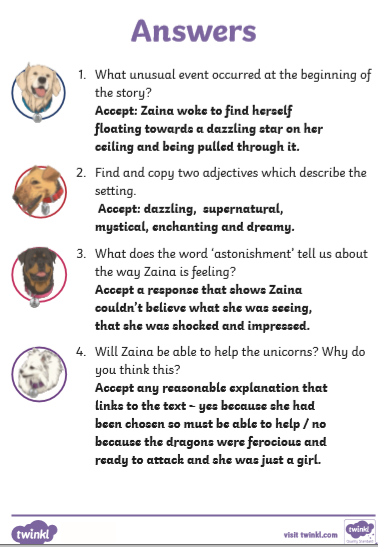 Answers
1. What unusual event occurred at the beginning of
the story?
Accept: Zaina woke to find herself
floating towards a dazzling star on her
ceiling and being pulled through it.
2. Find and copy two adjectives which describe the
setting.
Accept: dazzling, supernatural,
mystical, enchanting and dreamy.
3. What does the word ‘astonishment’ tell us about
the way Zaina is feeling?
Accept a response that shows Zaina
couldn’t believe what she was seeing,
that she was shocked and impressed.
4. Will Zaina be able to help the unicorns? Why do
you think this?
Accept any reasonable explanation that
links to the text – yes because she had
been chosen so must be able to help / no
because the dragons were ferocious and
ready to attack and she was just a girl.
twinkl
visit twinkl.com
twinkl